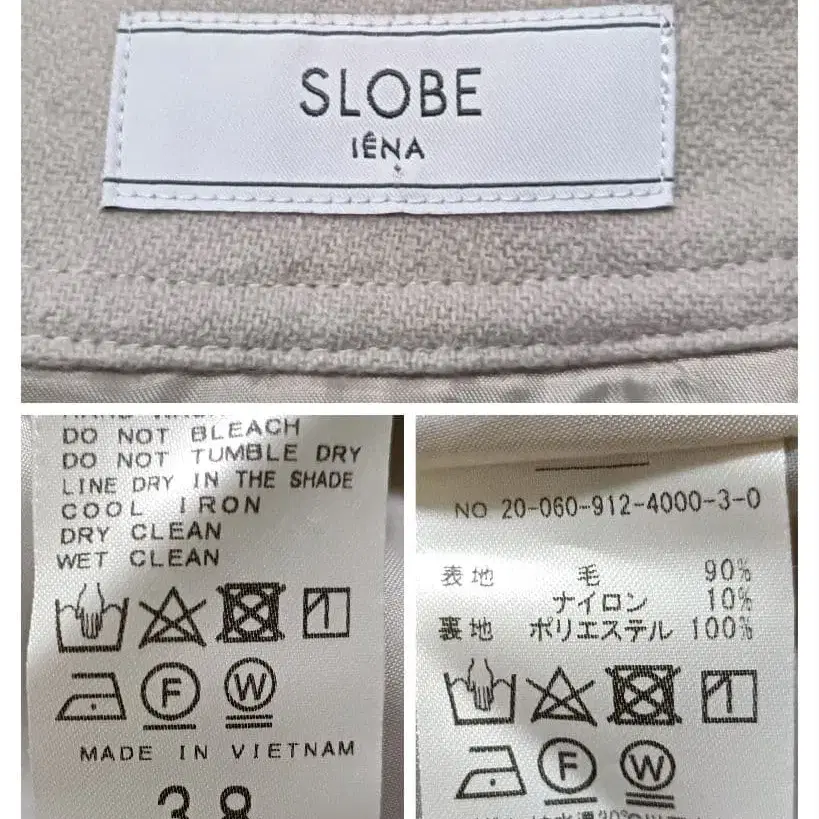 SLOBE
IÉNA
DO NOT BLEACH
DO NOT TUMBLE DRY
LINE DRY IN THE SHADE
COOL IRON
DRY CLEAN
WET CLEAN
F W
MADE IN VIETNAM
38
NO 20-060-912-4000-3-0
表地 毛 90%
ナイロン 10%
裏地 ポリエステル 100%
F W